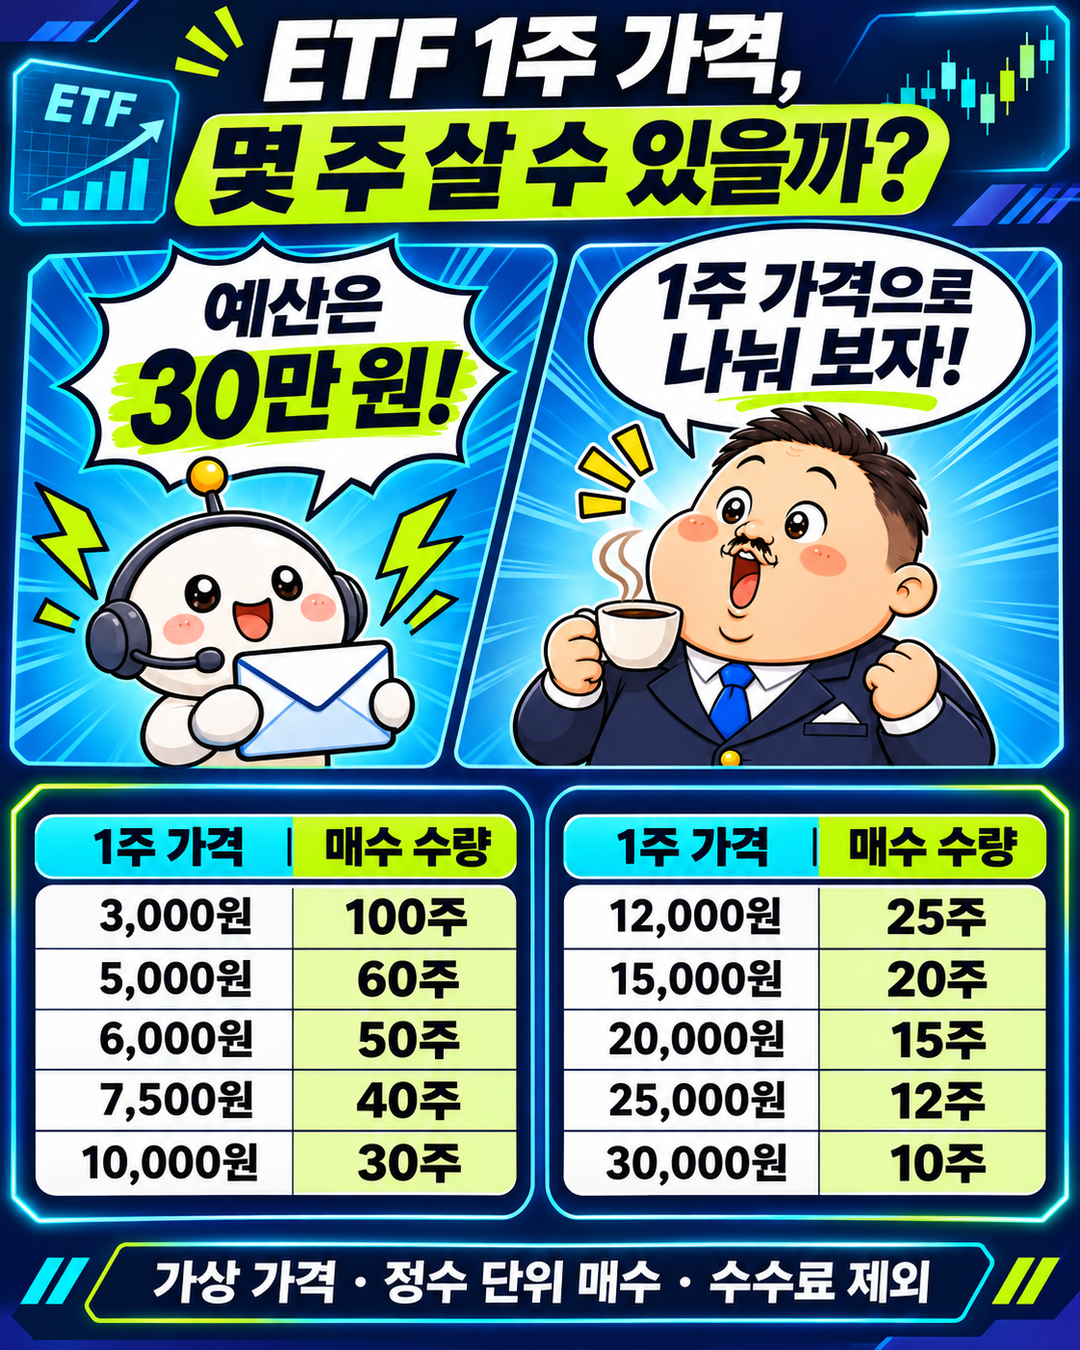 ETF 1주 가격,
ETF
몇 주 살 수 있을까?
예산은
30만 원!
1주 가격으로
나눠 보자!
1주 가격 | 매수 수량
3,000원 100주
5,000원 60주
6,000원 50주
7,500원 40주
10,000원 30주
1주 가격 | 매수 수량
12,000원 25주
15,000원 20주
20,000원 15주
25,000원 12주
30,000원 10주
가상 가격 · 정수 단위 매수 · 수수료 제외